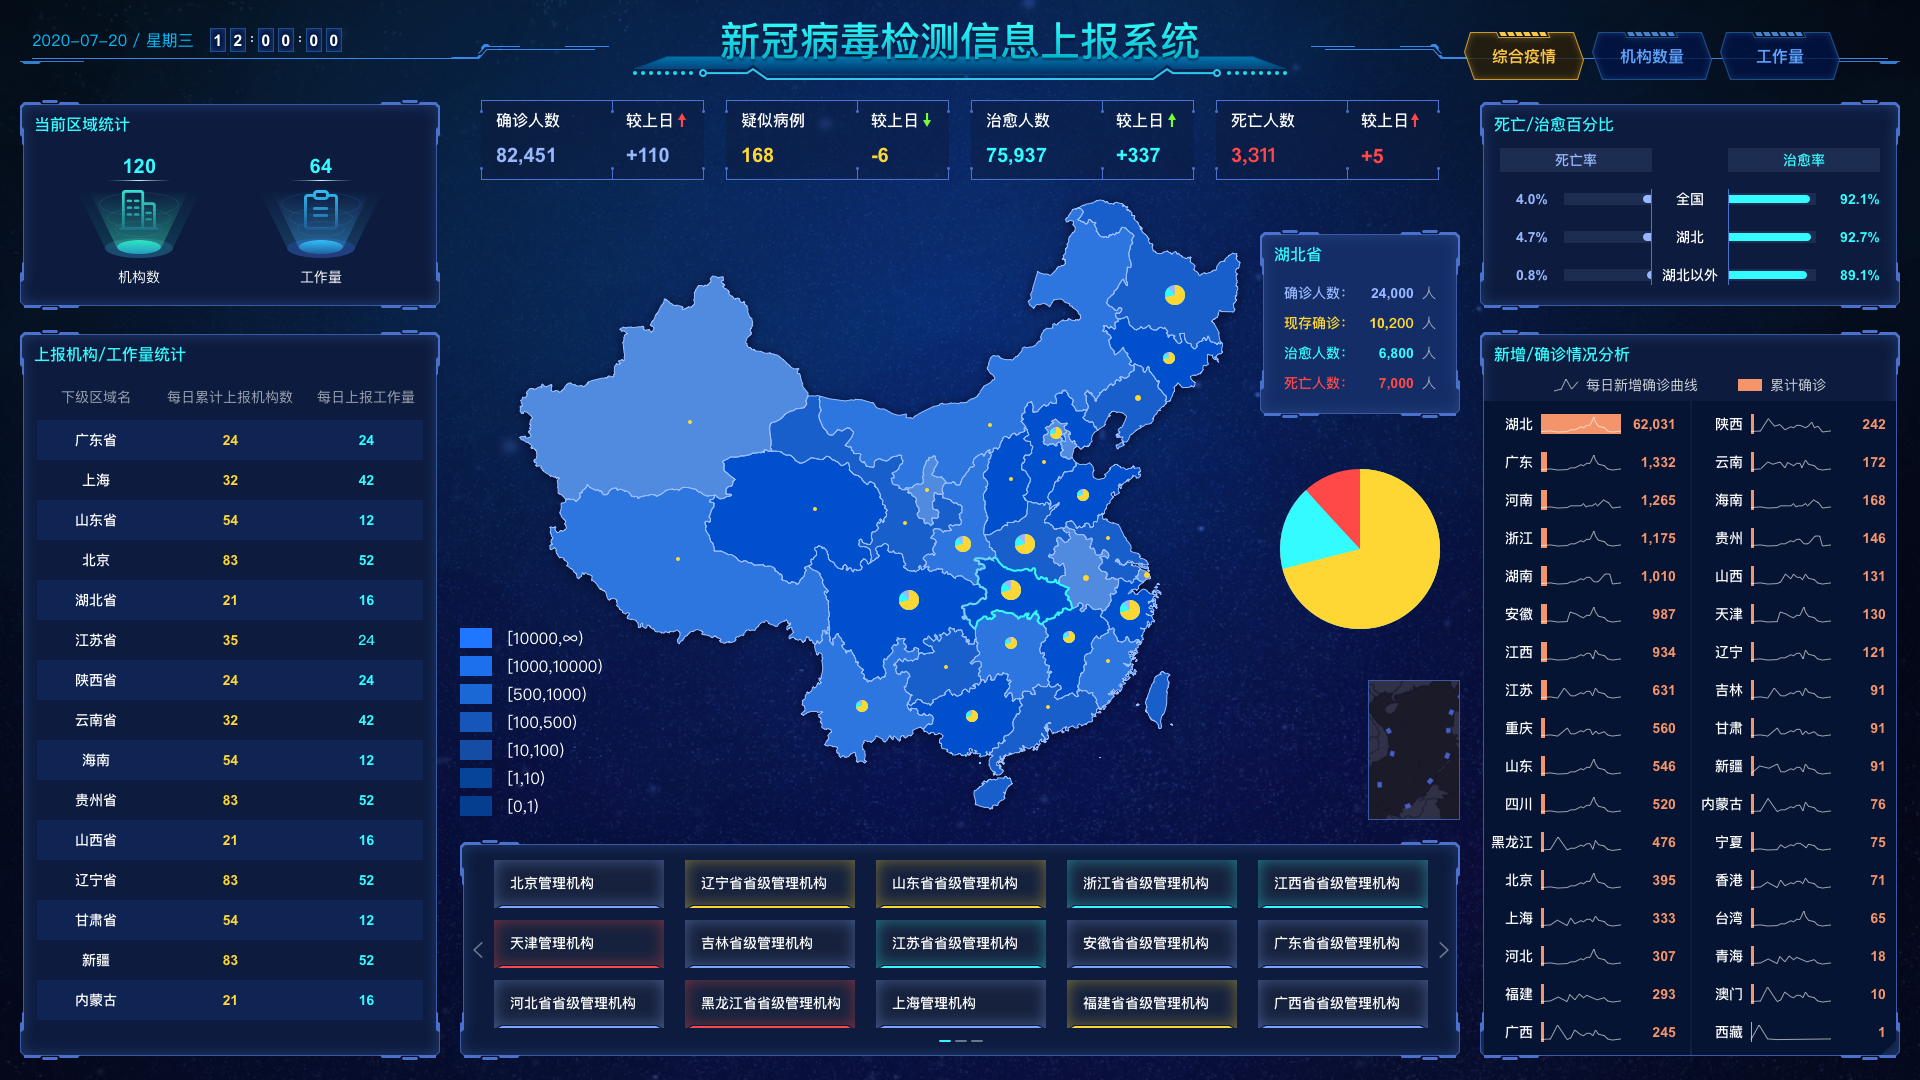 2020-07-20 / 星期三 12:00:00
新冠病毒检测信息上报系统
综合疫情 机构数量 工作量
当前区域统计
120 64
机构数 工作量
上报机构/工作量统计
下级区域名 每日累计上报机构数 每日上报工作量
广东省 24 24
上海 32 42
山东省 54 12
北京 83 52
湖北省 21 16
江苏省 35 24
陕西省 24 24
云南省 32 42
海南 54 12
贵州省 83 52
山西省 21 16
辽宁省 83 52
甘肃省 54 12
新疆 83 52
内蒙古 21 16
确诊人数 较上日
82,451 +110
疑似病例 较上日
168 -6
治愈人数 较上日
75,937 +337
死亡人数 较上日
3,311 +5
湖北省
确诊人数： 24,000 人
现存确诊： 10,200 人
治愈人数： 6,800 人
死亡人数： 7,000 人
[10000,∞)
[1000,10000)
[500,1000)
[100,500)
[10,100)
[1,10)
[0,1)
北京管理机构 辽宁省省级管理机构 山东省省级管理机构 浙江省省级管理机构 江西省省级管理机构
天津管理机构 吉林省级管理机构 江苏省省级管理机构 安徽省省级管理机构 广东省省级管理机构
河北省省级管理机构 黑龙江省省级管理机构 上海管理机构 福建省省级管理机构 广西省省级管理机构
死亡/治愈百分比
死亡率 治愈率
4.0% 全国 92.1%
4.7% 湖北 92.7%
0.8% 湖北以外 89.1%
新增/确诊情况分析
每日新增确诊曲线 累计确诊
湖北 62,031 陕西 242
广东 1,332 云南 172
河南 1,265 海南 168
浙江 1,175 贵州 146
湖南 1,010 山西 131
安徽 987 天津 130
江西 934 辽宁 121
江苏 631 吉林 91
重庆 560 甘肃 91
山东 546 新疆 91
四川 520 内蒙古 76
黑龙江 476 宁夏 75
北京 395 香港 71
上海 333 台湾 65
河北 307 青海 18
福建 293 澳门 10
广西 245 西藏 1